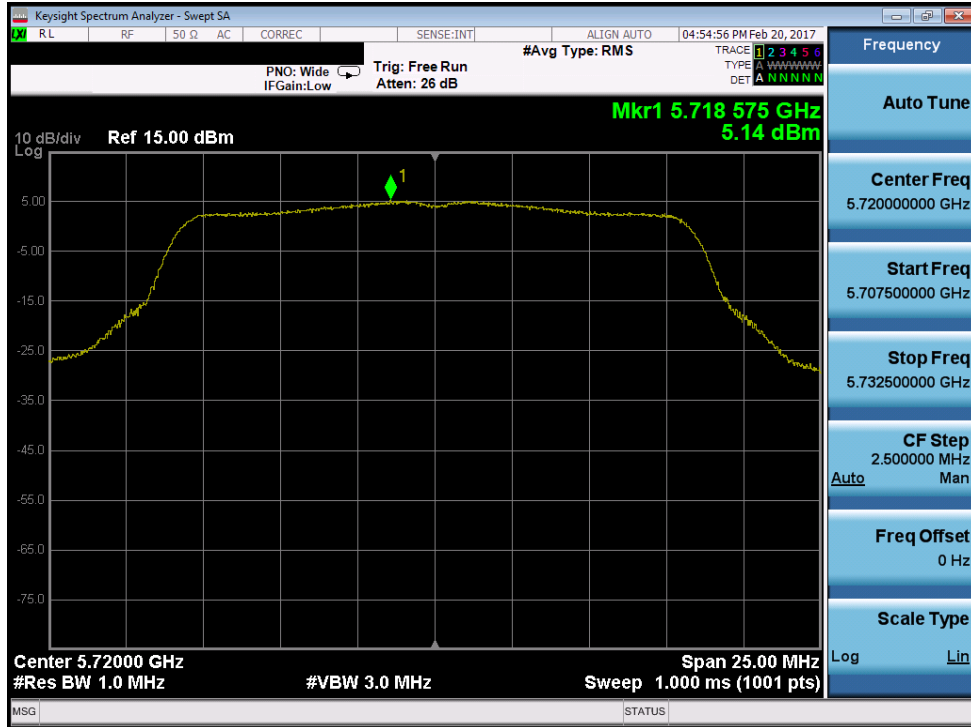 Keysight Spectrum Analyzer - Swept SA
LXI RL RF 50 Ω AC CORREC SENSE:INT ALIGN AUTO 04:54:56 PM Feb 20, 2017
PNO: Wide Trig: Free Run #Avg Type: RMS TRACE 1 2 3 4 5 6
IFGain:Low Atten: 26 dB TYPE A WWWWW
DET A N N N N N
Mkr1 5.718 575 GHz
5.14 dBm
10 dB/div Ref 15.00 dBm
Log
1
5.00
-5.00
-15.0
-25.0
-35.0
-45.0
-55.0
-65.0
-75.0
Center 5.72000 GHz Span 25.00 MHz
#Res BW 1.0 MHz #VBW 3.0 MHz Sweep 1.000 ms (1001 pts)
MSG STATUS
Frequency
Auto Tune
Center Freq
5.720000000 GHz
Start Freq
5.707500000 GHz
Stop Freq
5.732500000 GHz
CF Step
2.500000 MHz
Auto Man
Freq Offset
0 Hz
Scale Type
Log Lin